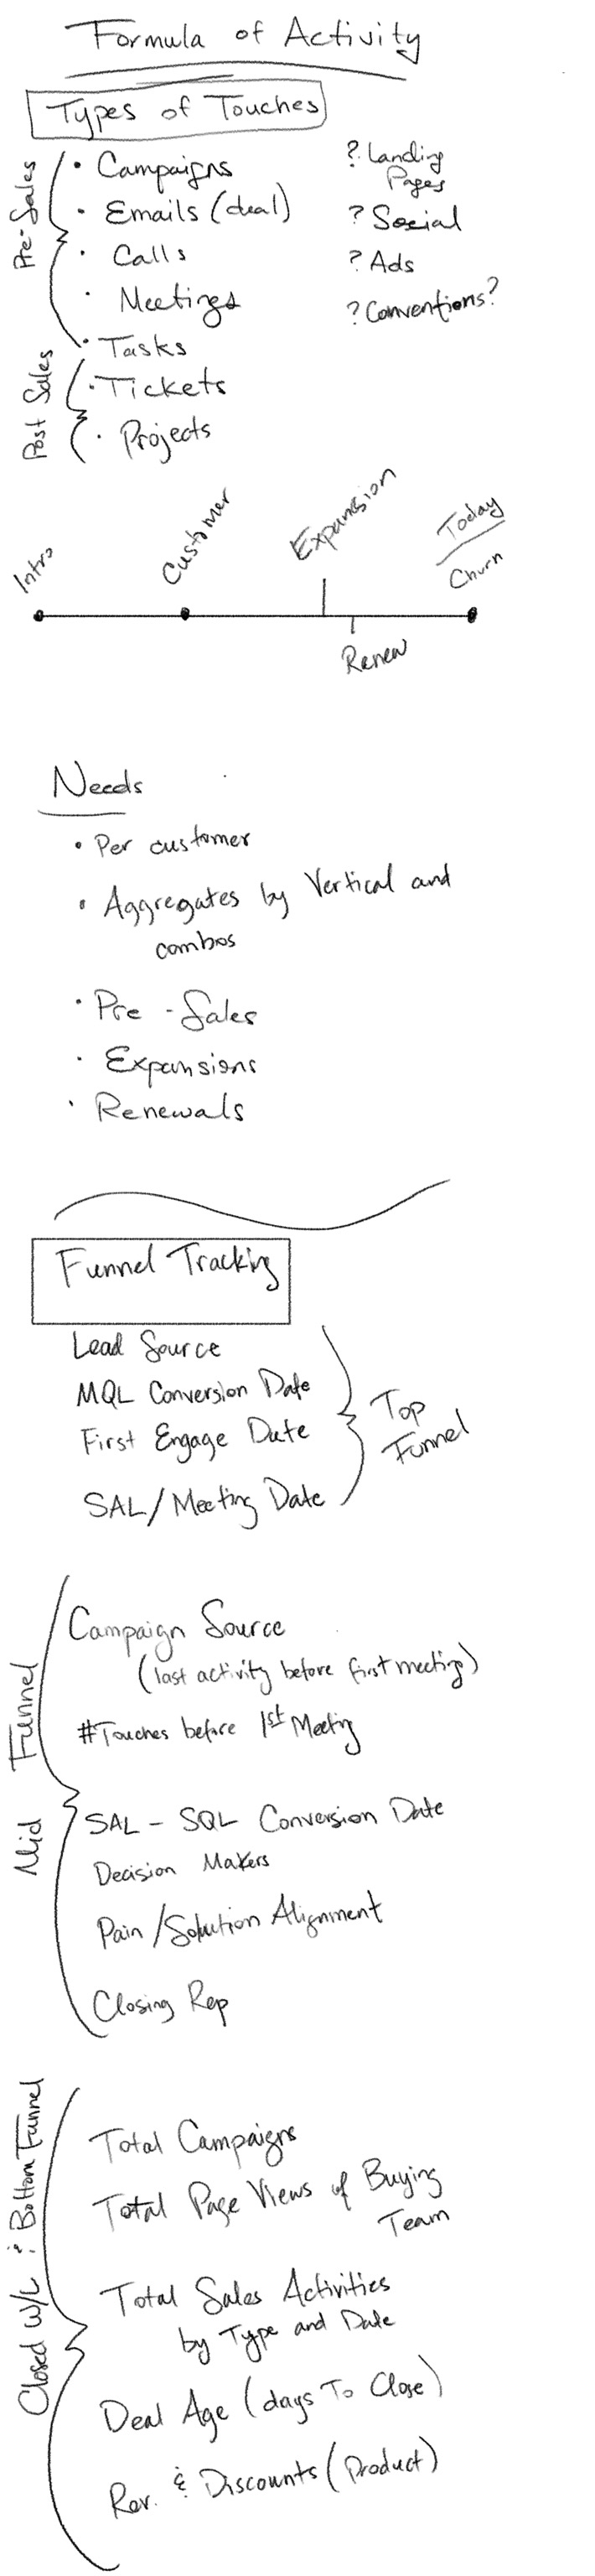 Formula of Activity
Types of Touches
Pre-Sales
• Campaigns
• Emails (deal)
• Calls
• Meetings
• Tasks
? Landing
Pages
? Social
? Ads
? Conventions?
Post Sales
• Tickets
• Projects
Intro
Customer
Expansion
Today
Churn
Renew
Needs
• Per customer
• Aggregates by Vertical and
combos
• Pre-Sales
• Expansions
• Renewals
Funnel Tracking
Lead Source
MQL Conversion Date
First Engage Date
SAL/Meeting Date
Top
Funnel
Mid Funnel
Campaign Source
(last activity before first meeting)
#Touches before 1st Meeting
SAL - SQL Conversion Date
Decision Makers
Pain/Solution Alignment
Closing Rep
Closed W/L & Bottom Funnel
Total Campaigns
Total Page Views of Buying
Team
Total Sales Activities
by Type and Date
Deal Age (days To Close)
Rev. & Discounts (Product)